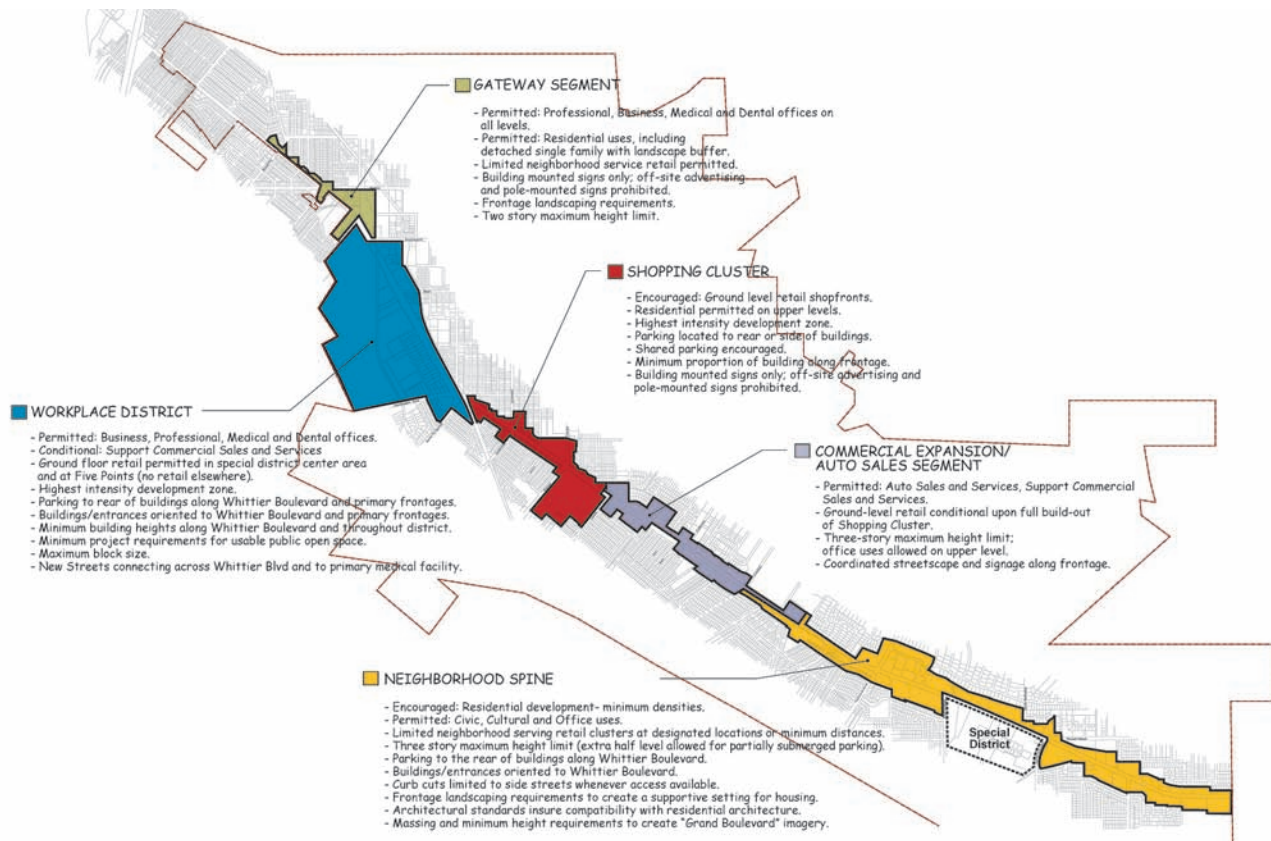 GATEWAY SEGMENT
- Permitted: Professional, Business, Medical and Dental offices on
all levels.
- Permitted: Residential uses, including
detached single family with landscape buffer.
- Limited neighborhood service retail permitted.
- Building mounted signs only; off-site advertising
and pole-mounted signs prohibited.
- Frontage landscaping requirements.
- Two story maximum height limit.
SHOPPING CLUSTER
- Encouraged: Ground level retail shopfronts.
- Residential permitted on upper levels.
- Highest intensity development zone.
- Parking located to rear or side of buildings.
- Shared parking encouraged.
- Minimum proportion of building along frontage.
- Building mounted signs only; off-site advertising and
pole-mounted signs prohibited.
WORKPLACE DISTRICT
- Permitted: Business, Professional, Medical and Dental offices.
- Conditional: Support Commercial Sales and Services
- Ground floor retail permitted in special district center area
and at Five Points (no retail elsewhere).
- Highest intensity development zone.
- Parking to rear of buildings along Whittier Boulevard and primary frontages.
- Buildings/entrances oriented to Whittier Boulevard and primary frontages.
- Minimum building heights along Whittier Boulevard and throughout district.
- Minimum project requirements for usable public open space.
- Maximum block size.
- New Streets connecting across Whittier Blvd and to primary medical facility.
COMMERCIAL EXPANSION/
AUTO SALES SEGMENT
- Permitted: Auto Sales and Services, Support Commercial
Sales and Services.
- Ground-level retail conditional upon full build-out
of Shopping Cluster.
- Three-story maximum height limit;
office uses allowed on upper level.
- Coordinated streetscape and signage along frontage.
NEIGHBORHOOD SPINE
- Encouraged: Residential development- minimum densities.
- Permitted: Civic, Cultural and Office uses.
- Limited neighborhood serving retail clusters at designated locations or minimum distances.
- Three story maximum height limit (extra half level allowed for partially submerged parking).
- Parking to the rear of buildings along Whittier Boulevard.
- Buildings/entrances oriented to Whittier Boulevard.
- Curb cuts limited to side streets whenever access available.
- Frontage landscaping requirements to create a supportive setting for housing.
- Architectural standards insure compatibility with residential architecture.
- Massing and minimum height requirements to create "Grand Boulevard" imagery.
Special
District